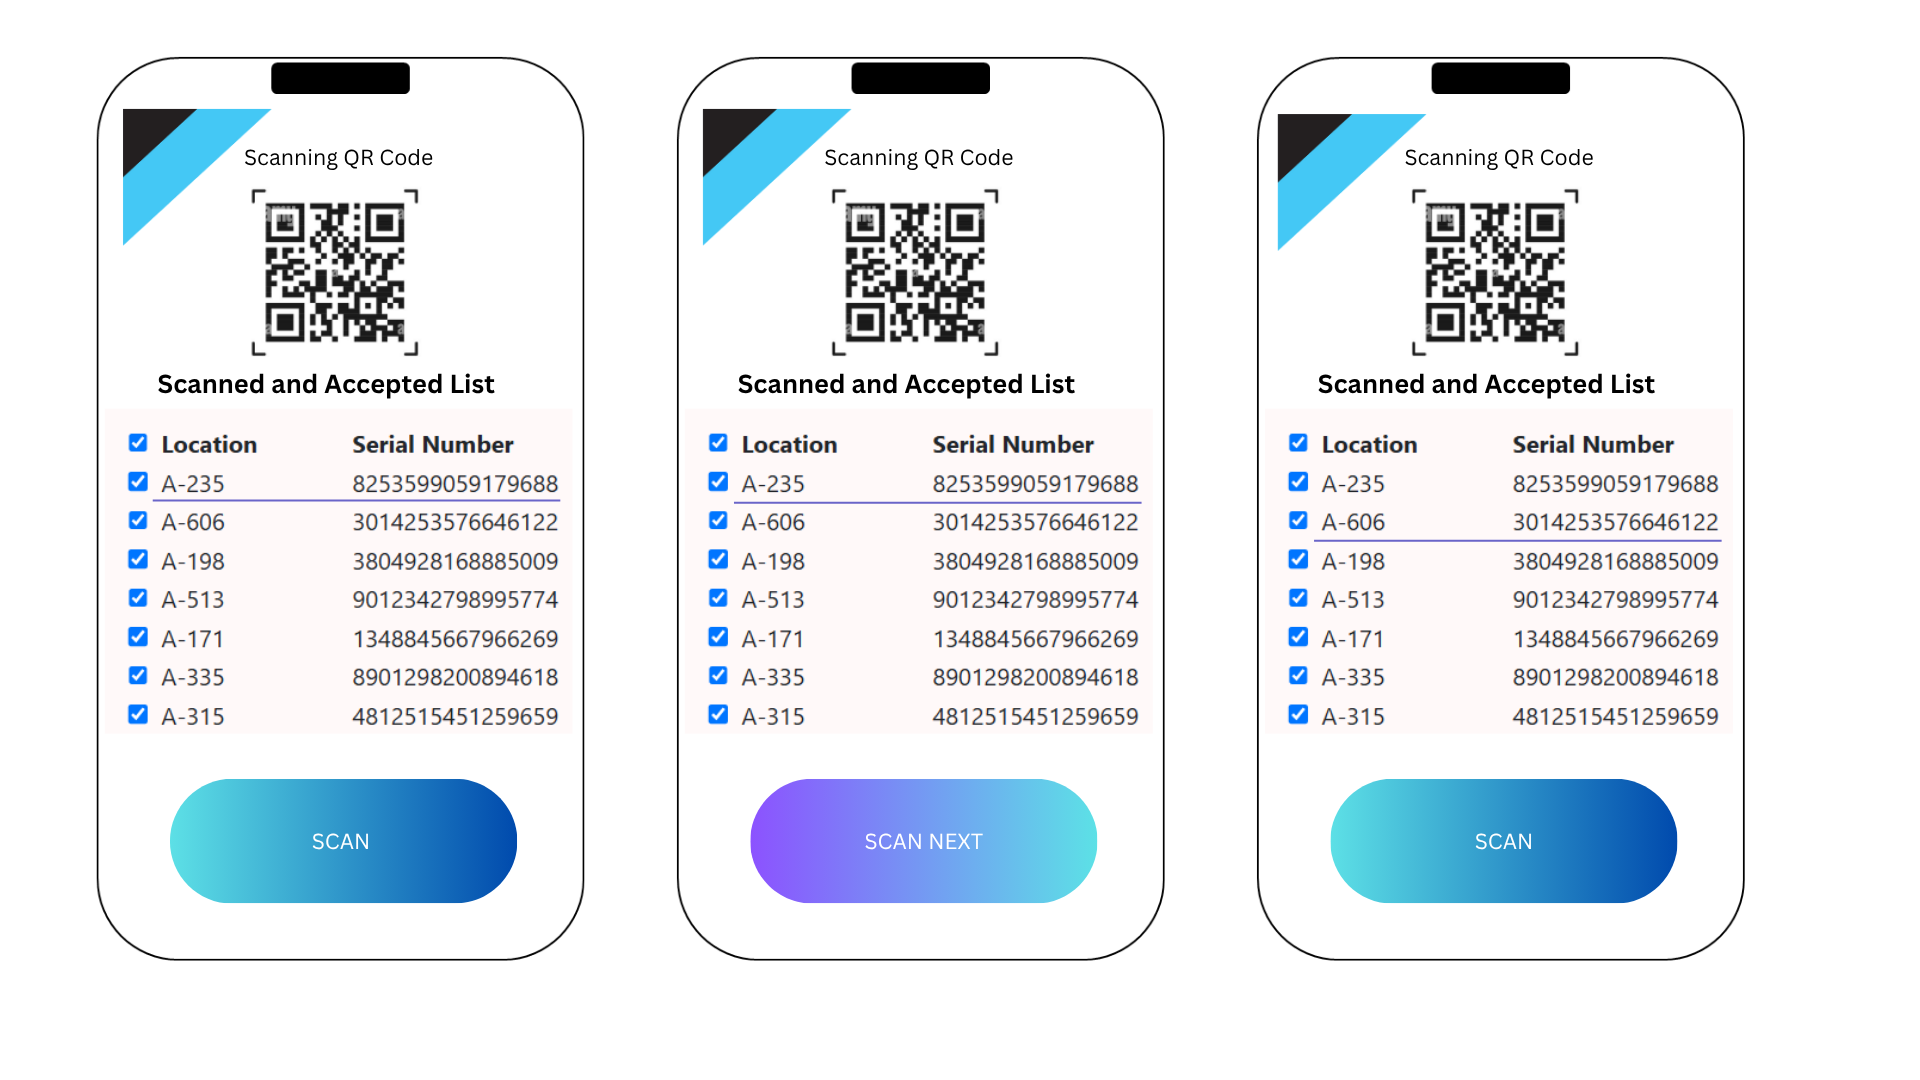 Scanning QR Code
Scanned and Accepted List
Location Serial Number
A-235 8253599059179688
A-606 3014253576646122
A-198 3804928168885009
A-513 9012342798995774
A-171 1348845667966269
A-335 8901298200894618
A-315 4812515451259659
SCAN
Scanning QR Code
Scanned and Accepted List
Location Serial Number
A-235 8253599059179688
A-606 3014253576646122
A-198 3804928168885009
A-513 9012342798995774
A-171 1348845667966269
A-335 8901298200894618
A-315 4812515451259659
SCAN NEXT
Scanning QR Code
Scanned and Accepted List
Location Serial Number
A-235 8253599059179688
A-606 3014253576646122
A-198 3804928168885009
A-513 9012342798995774
A-171 1348845667966269
A-335 8901298200894618
A-315 4812515451259659
SCAN